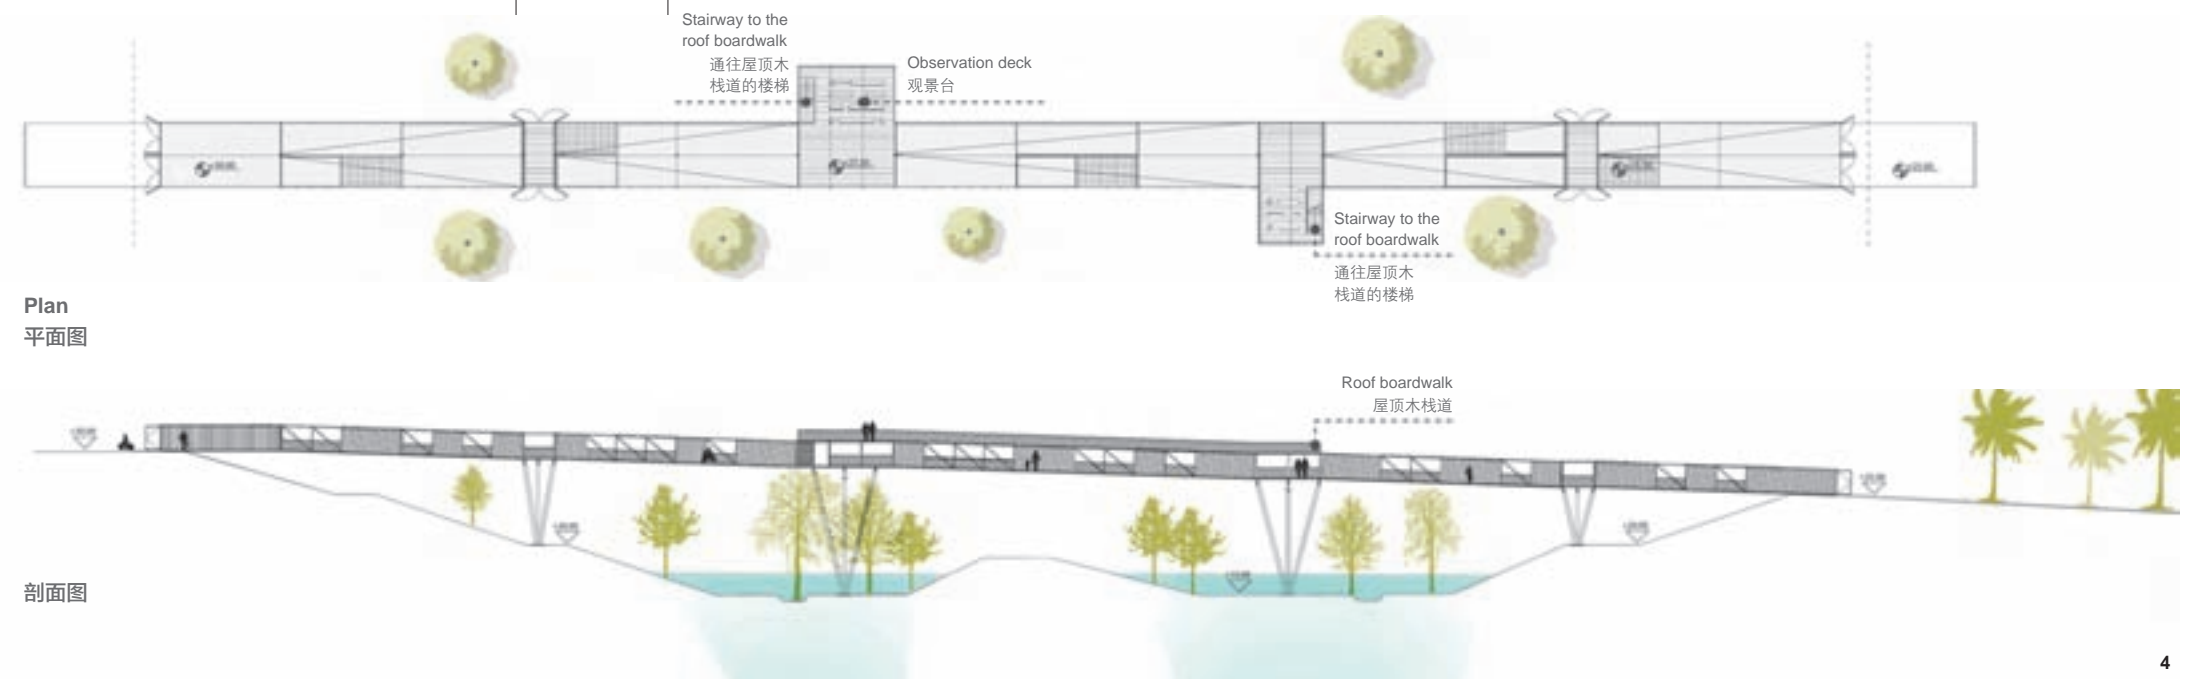 Stairway to the
roof boardwalk
通往屋顶木
栈道的楼梯
Observation deck
观景台
Stairway to the
roof boardwalk
通往屋顶木
栈道的楼梯
Plan
平面图
Roof boardwalk
屋顶木栈道
剖面图
4